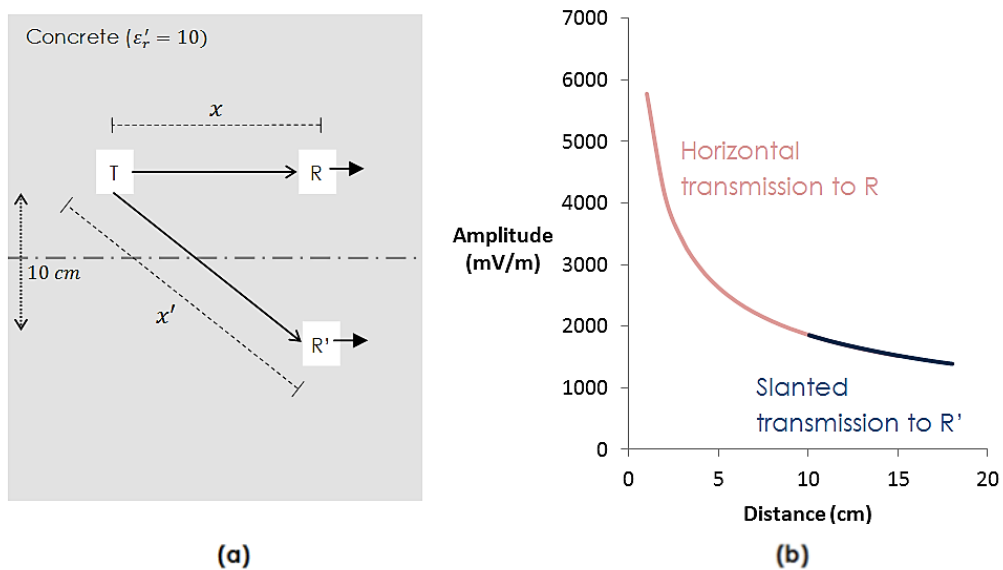 Concrete (ε′r = 10)
x
T
R
10 cm
x′
R'
(a)
7000
6000
5000
4000
3000
2000
1000
0
Amplitude
(mV/m)
Horizontal
transmission to R
Slanted
transmission to R'
0
5
10
15
20
Distance (cm)
(b)